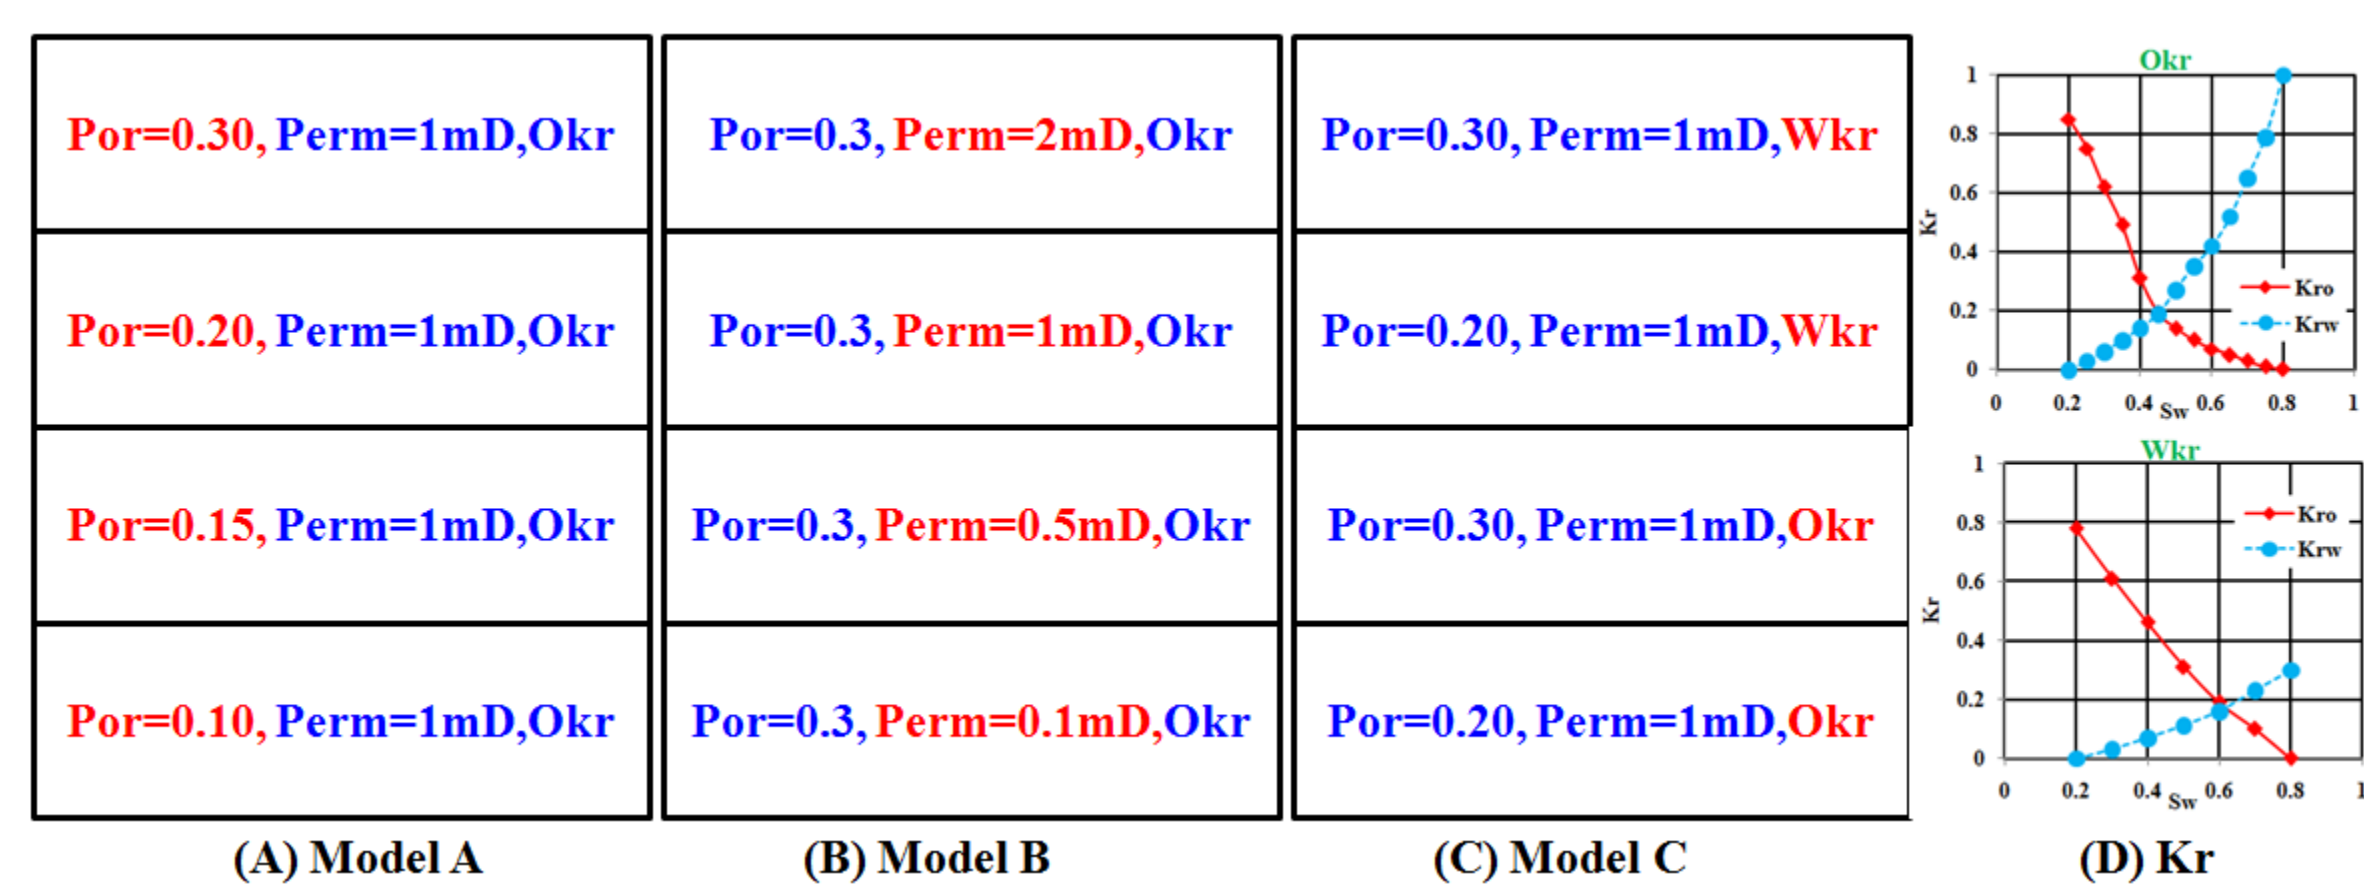 Por=0.30, Perm=1mD,Okr
Por=0.20, Perm=1mD,Okr
Por=0.15, Perm=1mD,Okr
Por=0.10, Perm=1mD,Okr
(A) Model A
Por=0.3, Perm=2mD,Okr
Por=0.3, Perm=1mD,Okr
Por=0.3, Perm=0.5mD,Okr
Por=0.3, Perm=0.1mD,Okr
(B) Model B
Por=0.30, Perm=1mD,Wkr
Por=0.20, Perm=1mD,Wkr
Por=0.30, Perm=1mD,Okr
Por=0.20, Perm=1mD,Okr
(C) Model C
Okr
1
0.8
0.6
0.4
0.2
0
Kr
Kro
Krw
0 0.2 0.4 0.6 0.8 1
Sw
Wkr
1
0.8
0.6
0.4
0.2
0
Kr
Kro
Krw
0 0.2 0.4 0.6 0.8 1
Sw
(D) Kr